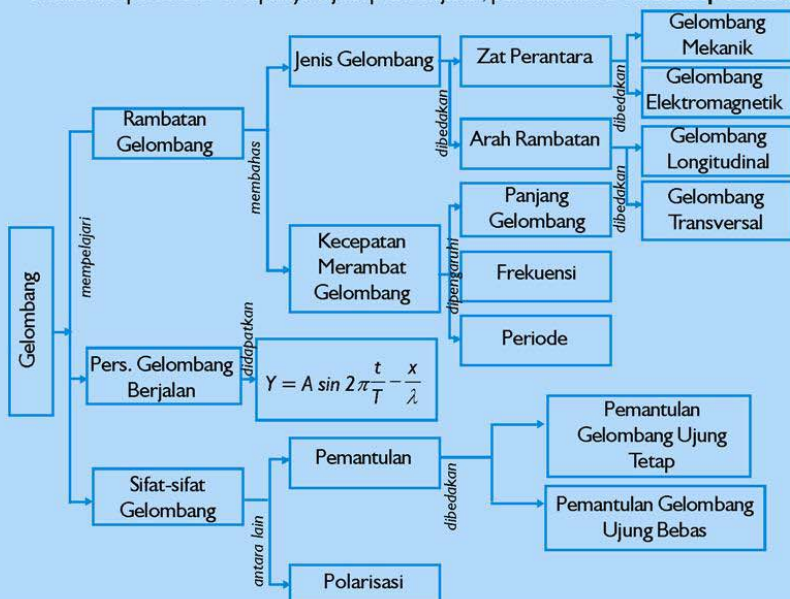 Jenis Gelombang
Zat Perantara
Gelombang
Mekanik
Gelombang
Elektromagnetik
dibedakan
dibedakan
Rambatan
Gelombang
membahas
Arah Rambatan
Gelombang
Longitudinal
Gelombang
Transversal
dibedakan
Panjang
Gelombang
Kecepatan
Merambat
Gelombang
dipengaruhi
Frekuensi
Periode
Gelombang
mempelajari
Pers. Gelombang
Berjalan
didapatkan
Y = A sin 2π t/T − x/λ
Sifat-sifat
Gelombang
antara lain
Pemantulan
dibedakan
Pemantulan
Gelombang Ujung
Tetap
Pemantulan Gelombang
Ujung Bebas
Polarisasi